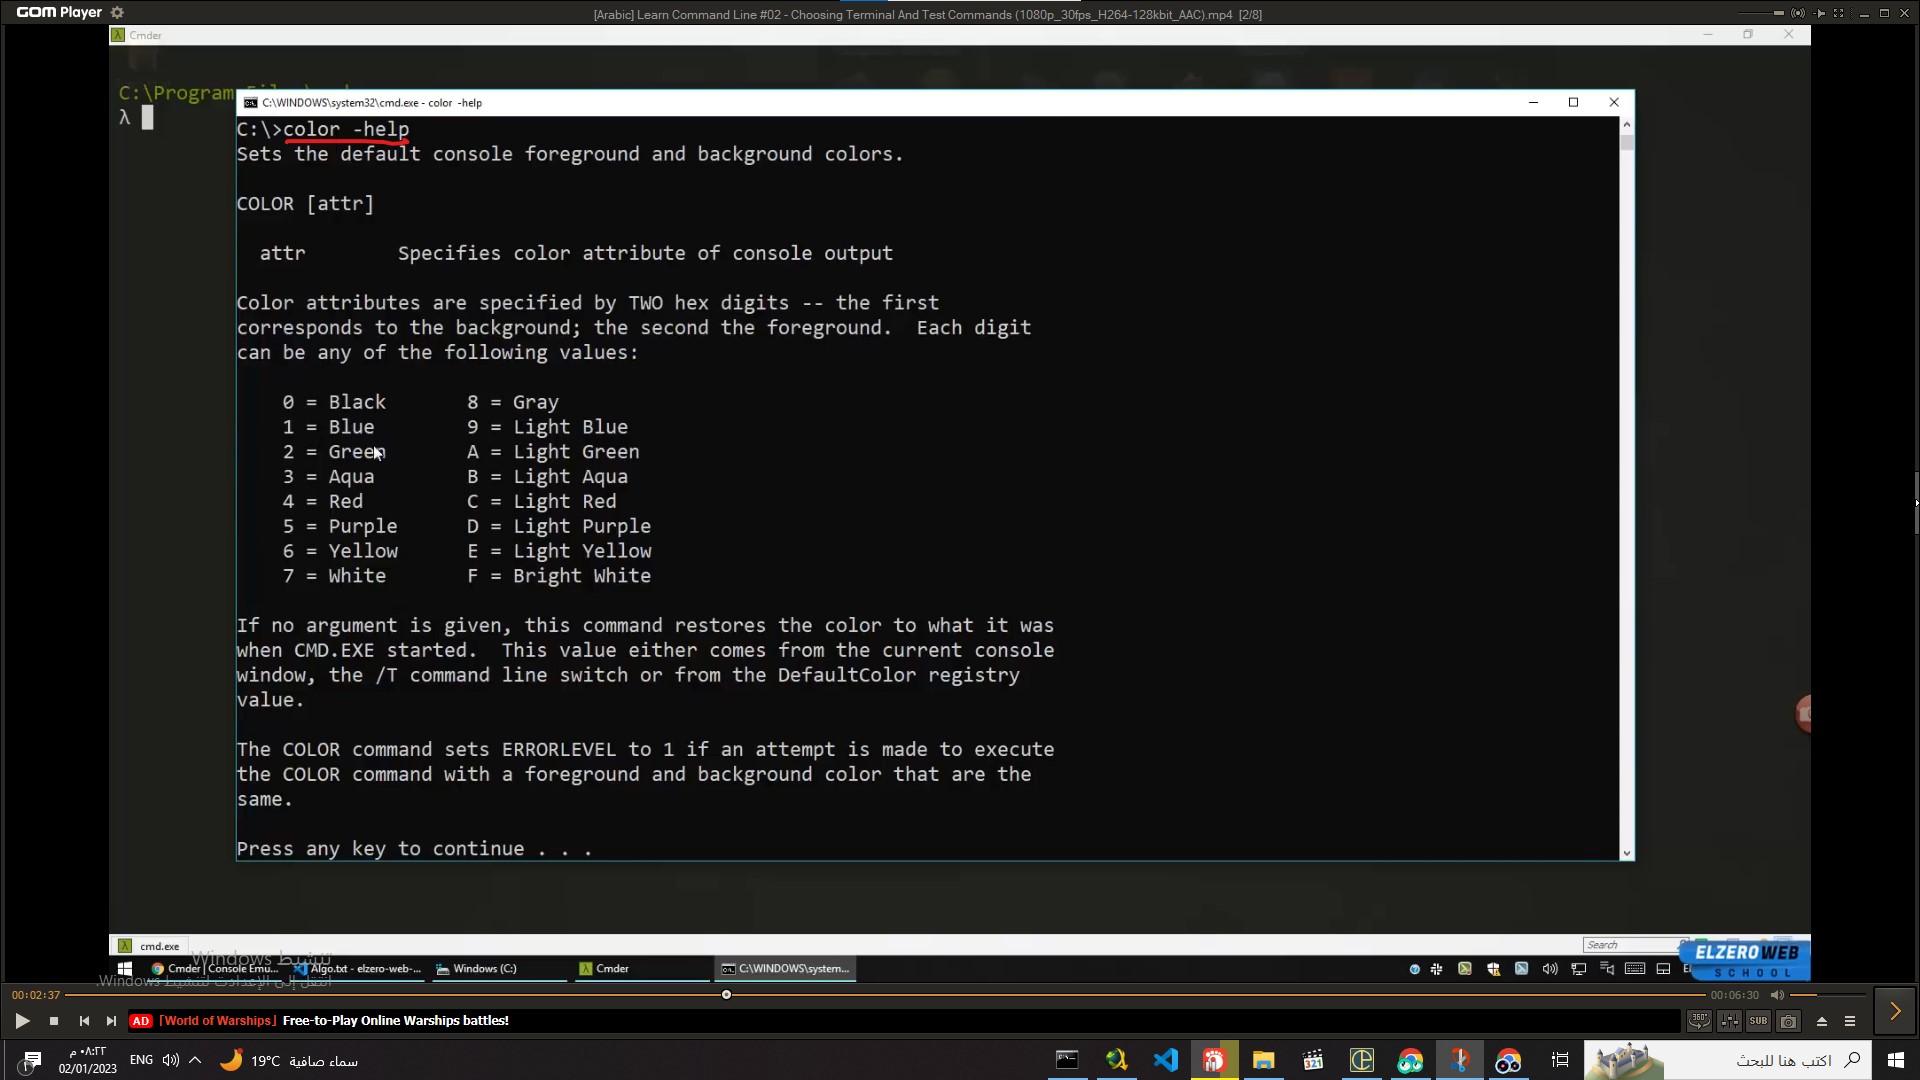 GOM Player
[Arabic] Learn Command Line #02 - Choosing Terminal And Test Commands (1080p_30fps_H264-128kbit_AAC).mp4 [2/8]
Cmder
C:\Program
λ
C:\WINDOWS\system32\cmd.exe - color -help
C:\>color -help
Sets the default console foreground and background colors.
COLOR [attr]
attr Specifies color attribute of console output
Color attributes are specified by TWO hex digits -- the first
corresponds to the background; the second the foreground. Each digit
can be any of the following values:
0 = Black 8 = Gray
1 = Blue 9 = Light Blue
2 = Green A = Light Green
3 = Aqua B = Light Aqua
4 = Red C = Light Red
5 = Purple D = Light Purple
6 = Yellow E = Light Yellow
7 = White F = Bright White
If no argument is given, this command restores the color to what it was
when CMD.EXE started. This value either comes from the current console
window, the /T command line switch or from the DefaultColor registry
value.
The COLOR command sets ERRORLEVEL to 1 if an attempt is made to execute
the COLOR command with a foreground and background color that are the
same.
Press any key to continue . . .
cmd.exe
Search
ELZERO WEB
SCHOOL
تنشيط Windows
انتقل إلى الإعدادات لتنشيط Windows.
Cmder | Console Emu...
Algo.txt - elzero-web-...
Windows (C:)
Cmder
C:\WINDOWS\system...
00:02:37
00:06:30
AD [World of Warships] Free-to-Play Online Warships battles!
360°
SUB
٠٨:٢٢ م
02/01/2023
ENG
19°C سماء صافية
321
اكتب هنا للبحث